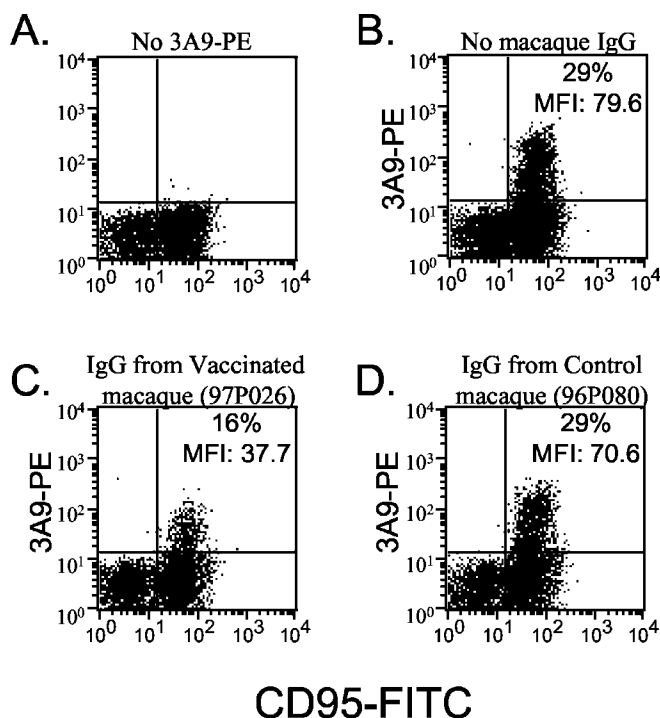 A.
No 3A9-PE
10^4
10^3
10^2
10^1
10^0
10^0 10^1 10^2 10^3 10^4
B.
No macaque IgG
29%
MFI: 79.6
3A9-PE
10^4
10^3
10^2
10^1
10^0
10^0 10^1 10^2 10^3 10^4
C.
IgG from Vaccinated
macaque (97P026)
16%
MFI: 37.7
3A9-PE
10^4
10^3
10^2
10^1
10^0
10^0 10^1 10^2 10^3 10^4
D.
IgG from Control
macaque (96P080)
29%
MFI: 70.6
3A9-PE
10^4
10^3
10^2
10^1
10^0
10^0 10^1 10^2 10^3 10^4
CD95-FITC